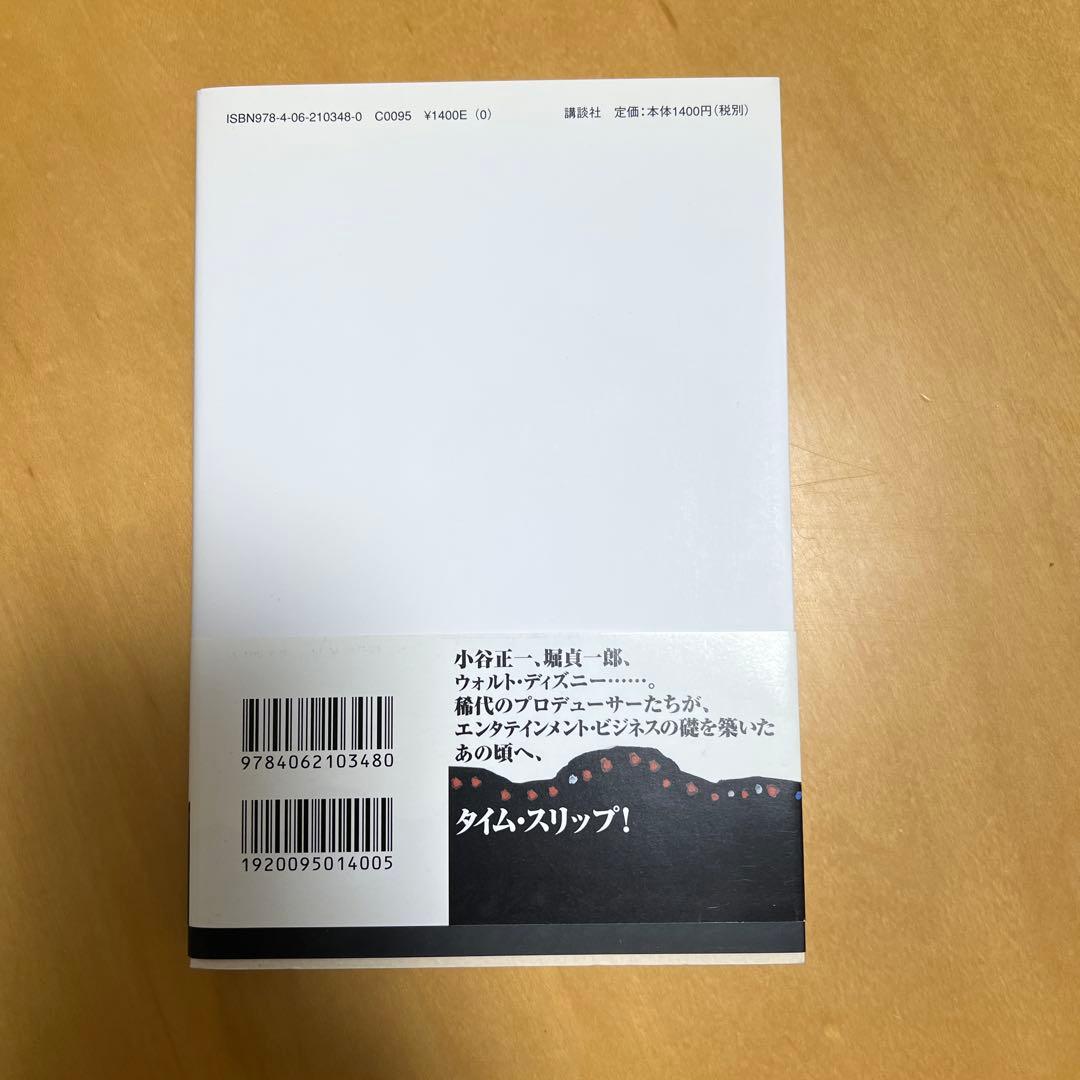 ISBN978-4-06-210348-0 C0095 ¥1400E (0) 講談社 定価：本体1400円(税別)
小谷正一、堀貞一郎、
ウォルト・ディズニー……。
稀代のプロデューサーたちが、
エンタテインメント・ビジネスの礎を築いた
あの頃へ、
タイム・スリップ！
9784062103480
1920095014005